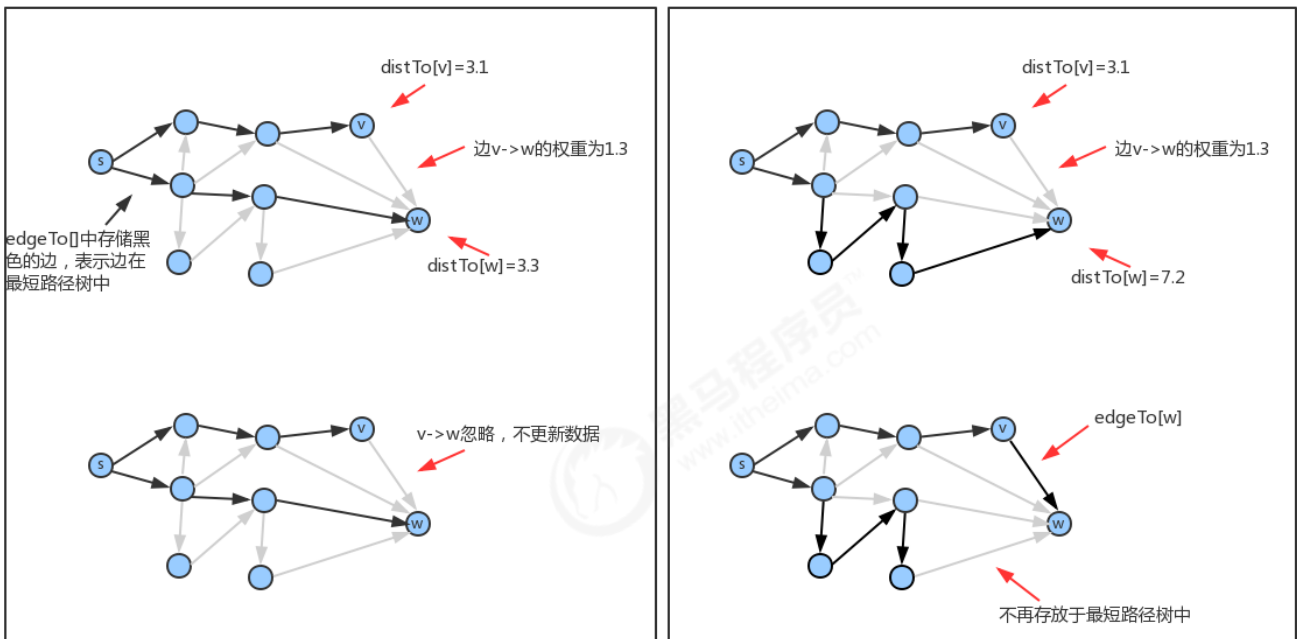 distTo[v]=3.1
边v->w的权重为1.3
s
v
w
edgeTo[]中存储黑
色的边，表示边在
最短路径树中
distTo[w]=3.3
v->w忽略，不更新数据
s
v
w
distTo[v]=3.1
边v->w的权重为1.3
s
v
w
distTo[w]=7.2
edgeTo[w]
s
v
w
不再存放于最短路径树中
黑马程序员™
www.itheima.com